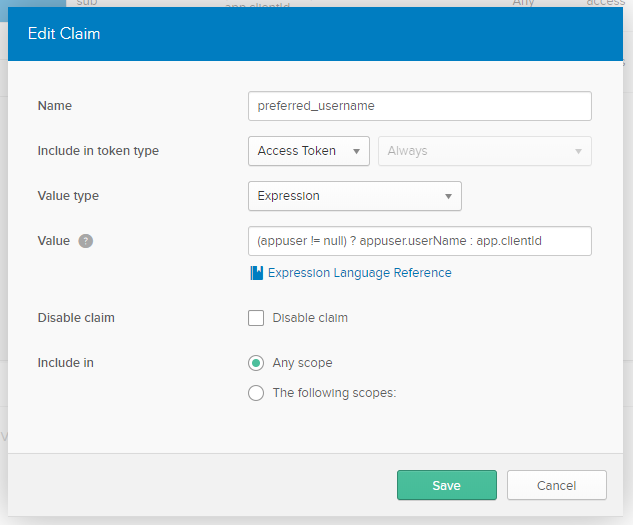 sub
app.clientId
Any
access
Edit Claim
Name
preferred_username
Include in token type
Access Token
Always
Value type
Expression
Value
?
(appuser != null) ? appuser.userName : app.clientId
Expression Language Reference
Disable claim
Disable claim
Include in
Any scope
The following scopes:
Save
Cancel